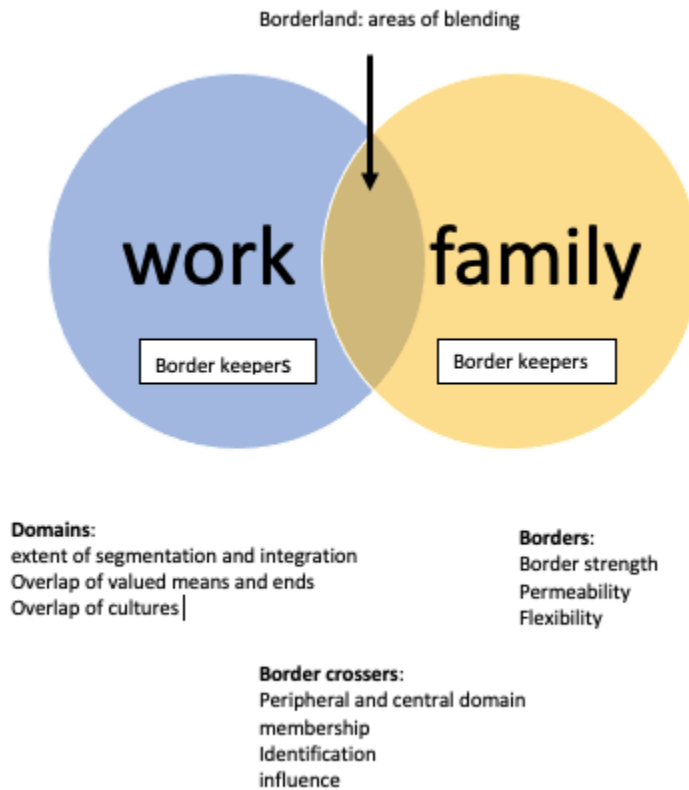 Borderland: areas of blending
work
family
Border keepers
Border keepers
Domains:
extent of segmentation and integration
Overlap of valued means and ends
Overlap of cultures
Borders:
Border strength
Permeability
Flexibility
Border crossers:
Peripheral and central domain
membership
Identification
influence